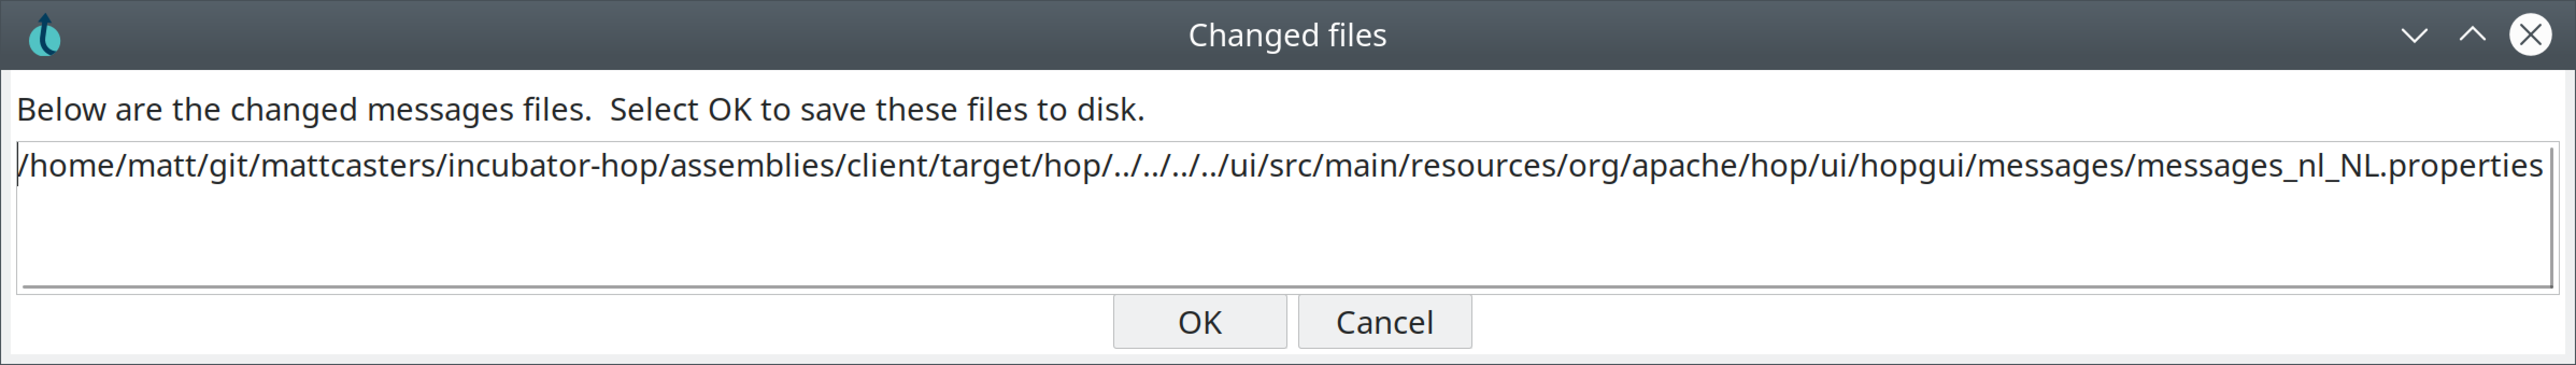 Changed files
Below are the changed messages files.  Select OK to save these files to disk.
/home/matt/git/mattcasters/incubator-hop/assemblies/client/target/hop/../../../../ui/src/main/resources/org/apache/hop/ui/hopgui/messages/messages_nl_NL.properties
OK
Cancel